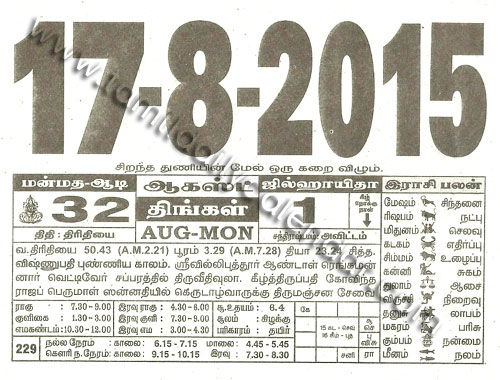 17-8-2015
சிறந்த துணியின் மேல் ஒரு கறை விழும்.
மன்மத-ஆடி
32
திதி: திரிதியை
ஆகஸ்ட்
திங்கள்
AUG-MON
ஜில்ஹாயிதா
1
சந்திராஷ்டமம்: அவிட்டம்
கீழ் நோக்கு நாள்
வ.திரிதியை 50.43 (A.M.2.21) பூரம் 3.29 (A.M.7.28) தியா 23.24 சித்த.
விஷ்ணுபதி புண்ணிய காலம். ஸ்ரீவில்லிபுத்தூர் ஆண்டாள் ரெங்கமன்
னார் வெட்டிவேர் சப்பரத்தில் திருவீதிவுலா. கீழ்த்திருப்பதி கோவிந்த
ராஜப் பெருமாள் ஸன்னதியில் கெருடாழ்வாருக்கு திருமஞ்சன சேவை.
ராகு : 7.30 - 9.00
குளிகை : 1.30 - 3.00
எமகண்டம்: 10.30 - 12.00
இரவு ராகு : 3.00 - 4.30
இரவு குளி : 9.00 - 10.30
இரவு எம : 3.00 - 4.30
சூ.உதயம் : 6.4
சூலம் : கிழக்கு
பரிகாரம் : தயிர்
229
நல்ல நேரம்: காலை : 6.15 - 7.15 மாலை : 4.45 - 5.45
கௌரி ந.நேரம்: காலை : 9.15 - 10.15 இரவு : 7.30 - 8.30
கே
சனி
ரா
இராசி பலன்
மேஷம் சிந்தனை
ரிஷபம் நட்பு
மிதுனம் செலவு
கடகம் எதிர்ப்பு
சிம்மம் உழைப்பு
கன்னி சுகம்
துலாம் ஆசை
விருச்சி நிறைவு
தனுசு லாபம்
மகரம் பரிசு
கும்பம் நன்மை
மீனம் நலம்
www.tamildailycalendar.com